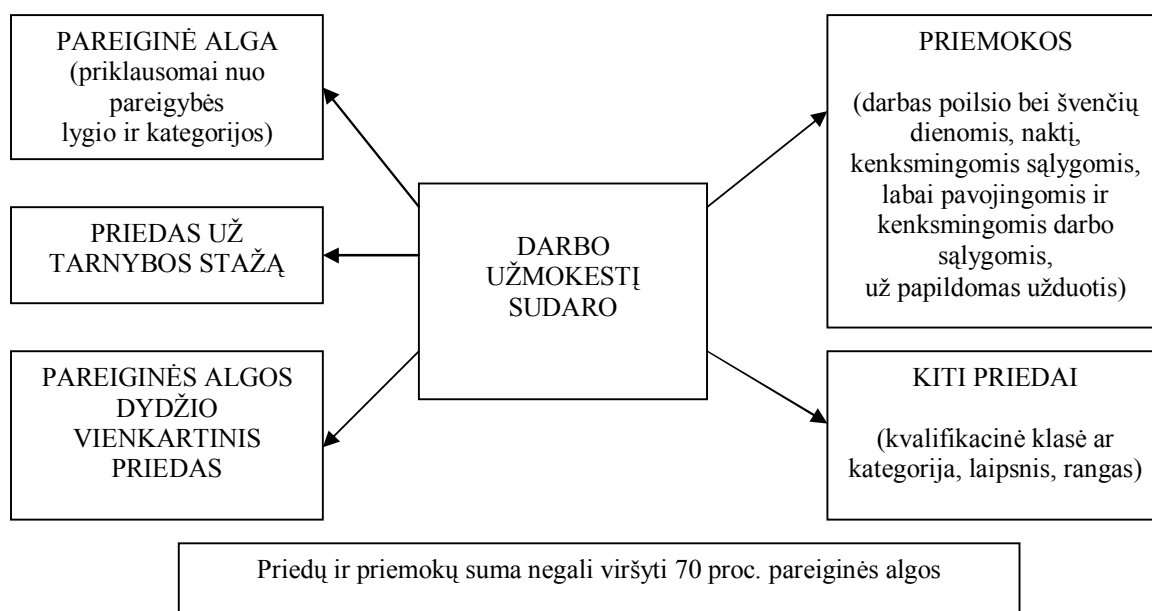 PAREIGINĖ ALGA
(priklausomai nuo
pareigybės
lygio ir kategorijos)
PRIEDAS UŽ
TARNYBOS STAŽĄ
PAREIGINĖS ALGOS
DYDŽIO
VIENKARTINIS
PRIEDAS
DARBO
UŽMOKESTĮ
SUDARO
PRIEMOKOS
(darbas poilsio bei švenčių
dienomis, naktį,
kenksmingomis sąlygomis,
labai pavojingomis ir
kenksmingomis darbo
sąlygomis,
už papildomas užduotis)
KITI PRIEDAI
(kvalifikacinė klasė ar
kategorija, laipsnis, rangas)
Priedų ir priemokų suma negali viršyti 70 proc. pareiginės algos